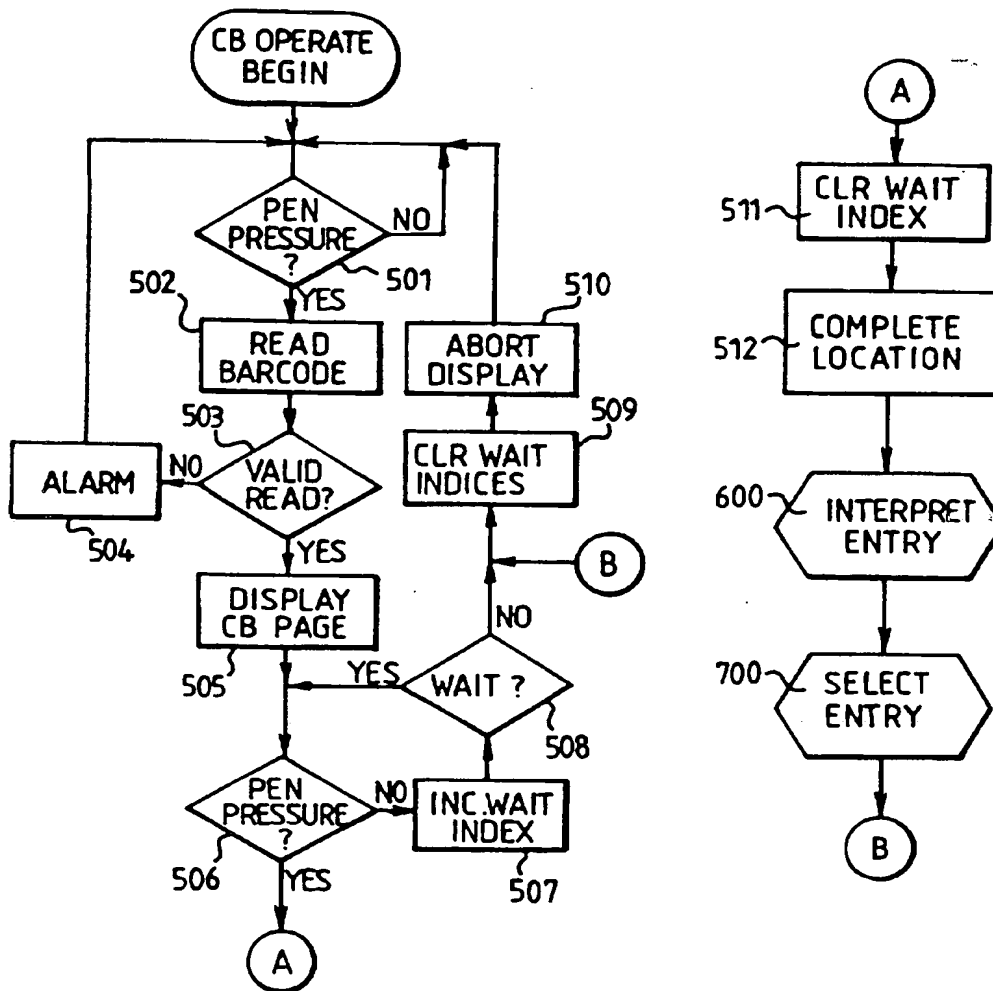 CB OPERATE
BEGIN
PEN
PRESSURE
?
NO
501
YES
502
READ
BARCODE
503
VALID
READ?
NO
ALARM
504
YES
DISPLAY
CB PAGE
505
PEN
PRESSURE
?
506
NO
YES
A
INC.WAIT
INDEX
507
WAIT ?
508
YES
NO
B
CLR WAIT
INDICES
509
ABORT
DISPLAY
510
A
CLR WAIT
INDEX
511
COMPLETE
LOCATION
512
600
INTERPRET
ENTRY
700
SELECT
ENTRY
B